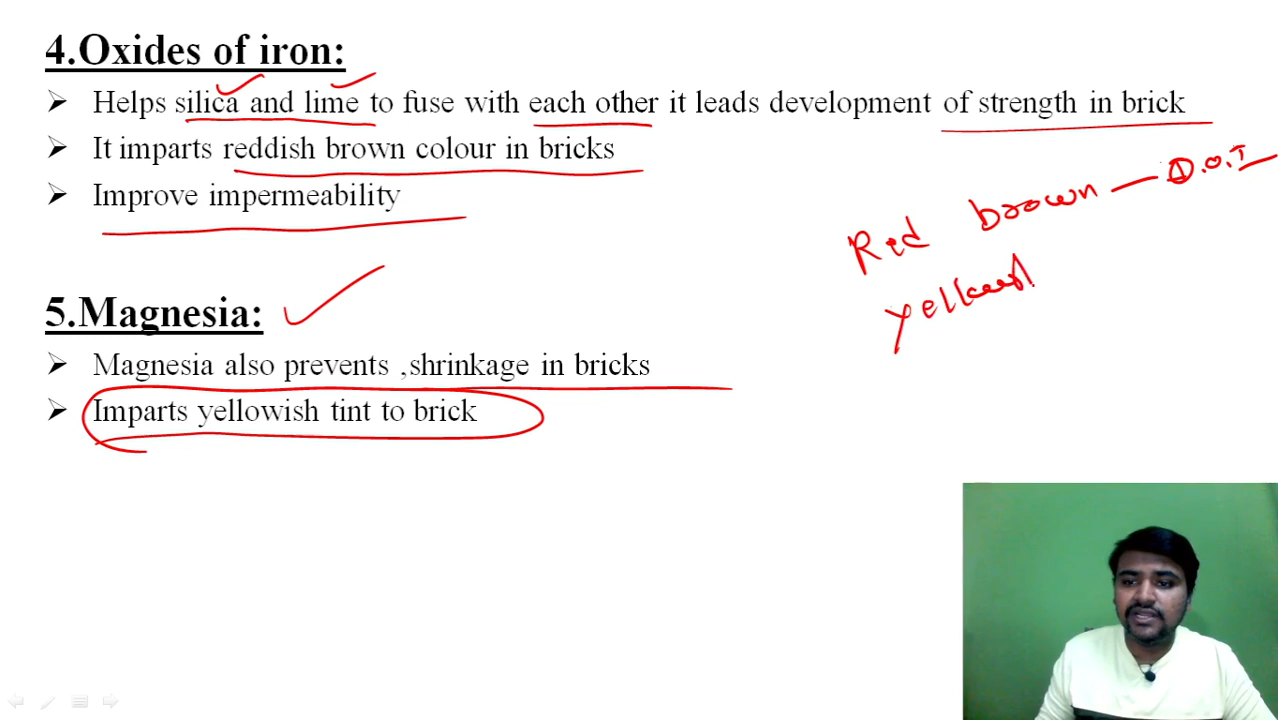 4.Oxides of iron:
➢ Helps silica and lime to fuse with each other it leads development of strength in brick
➢ It imparts reddish brown colour in bricks
➢ Improve impermeability
Red brown — O.I
5.Magnesia:
➢ Magnesia also prevents ,shrinkage in bricks
➢ Imparts yellowish tint to brick